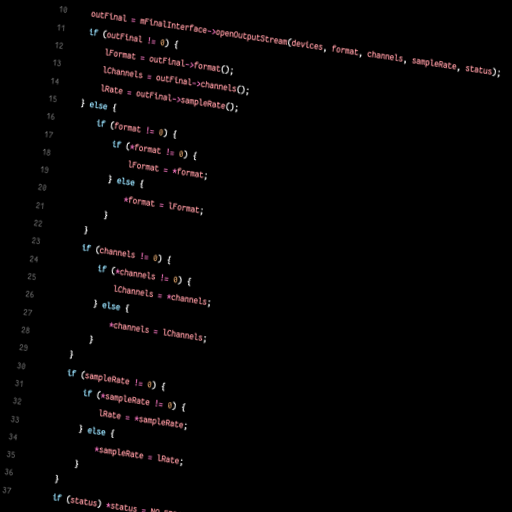 10 outFinal = mFinalInterface->openOutputStream(devices, format, channels, sampleRate, status);
11 if (outFinal != 0) {
12 lFormat = outFinal->format();
13 lChannels = outFinal->channels();
14 lRate = outFinal->sampleRate();
15 } else {
16 if (format != 0) {
17 if (*format != 0) {
18 lFormat = *format;
19 } else {
20 *format = lFormat;
21 }
22 }
23 if (channels != 0) {
24 if (*channels != 0) {
25 lChannels = *channels;
26 } else {
27 *channels = lChannels;
28 }
29 }
30 if (sampleRate != 0) {
31 if (*sampleRate != 0) {
32 lRate = *sampleRate;
33 } else {
34 *sampleRate = lRate;
35 }
36 }
37 if (status) *status =